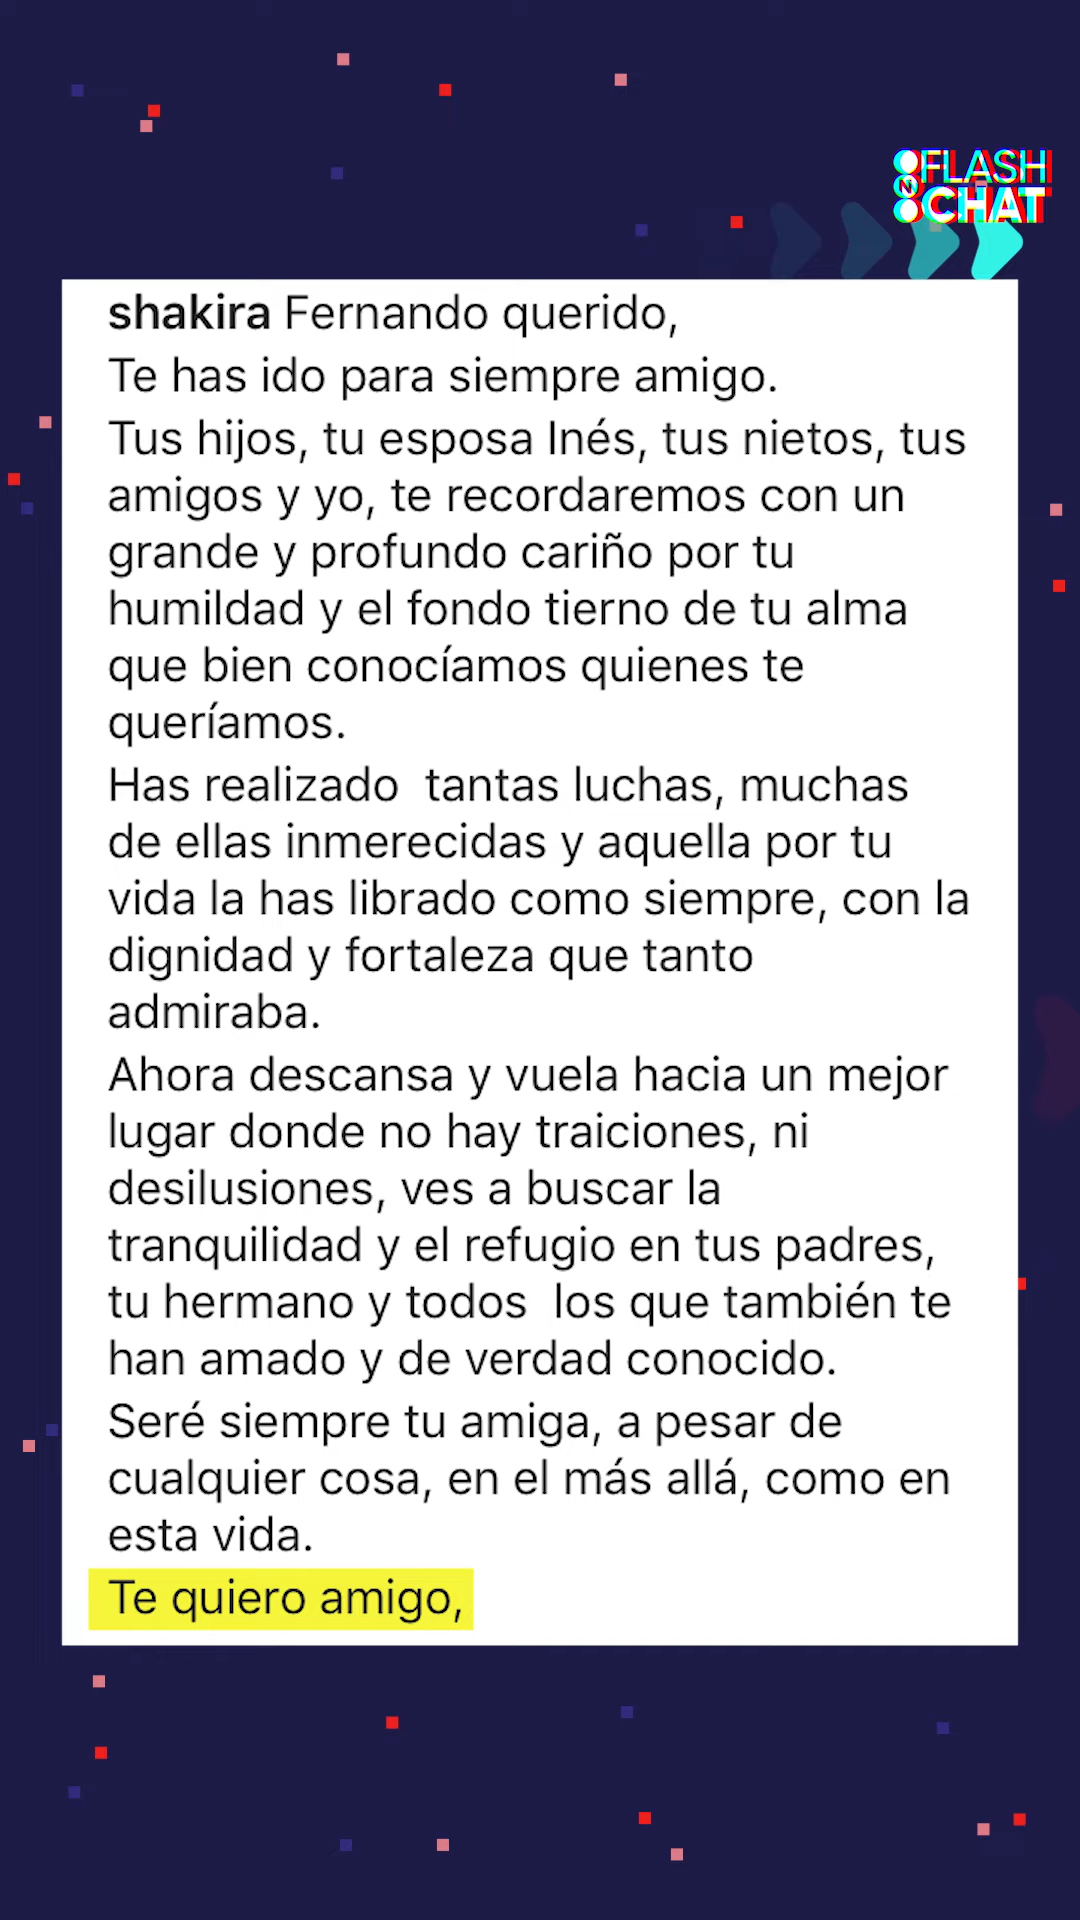 FLASH
N CHAT
shakira Fernando querido,
Te has ido para siempre amigo.
Tus hijos, tu esposa Inés, tus nietos, tus
amigos y yo, te recordaremos con un
grande y profundo cariño por tu
humildad y el fondo tierno de tu alma
que bien conocíamos quienes te
queríamos.
Has realizado  tantas luchas, muchas
de ellas inmerecidas y aquella por tu
vida la has librado como siempre, con la
dignidad y fortaleza que tanto
admiraba.
Ahora descansa y vuela hacia un mejor
lugar donde no hay traiciones, ni
desilusiones, ves a buscar la
tranquilidad y el refugio en tus padres,
tu hermano y todos  los que también te
han amado y de verdad conocido.
Seré siempre tu amiga, a pesar de
cualquier cosa, en el más allá, como en
esta vida.
Te quiero amigo,